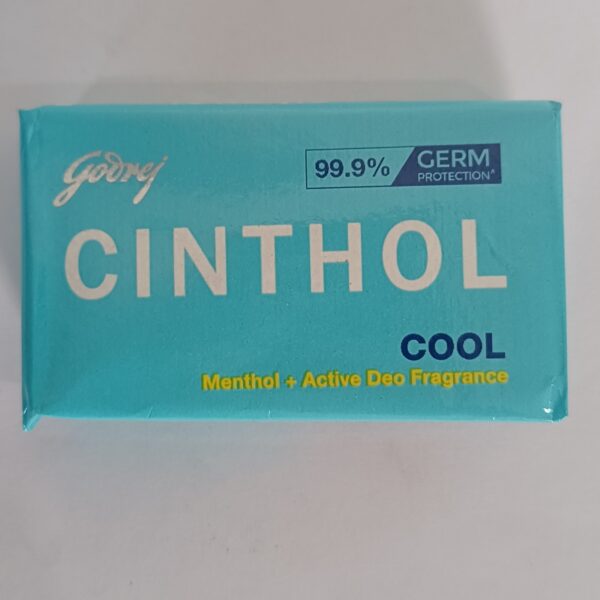 Godrej
99.9% GERM
PROTECTION^
CINTHOL
COOL
Menthol + Active Deo Fragrance